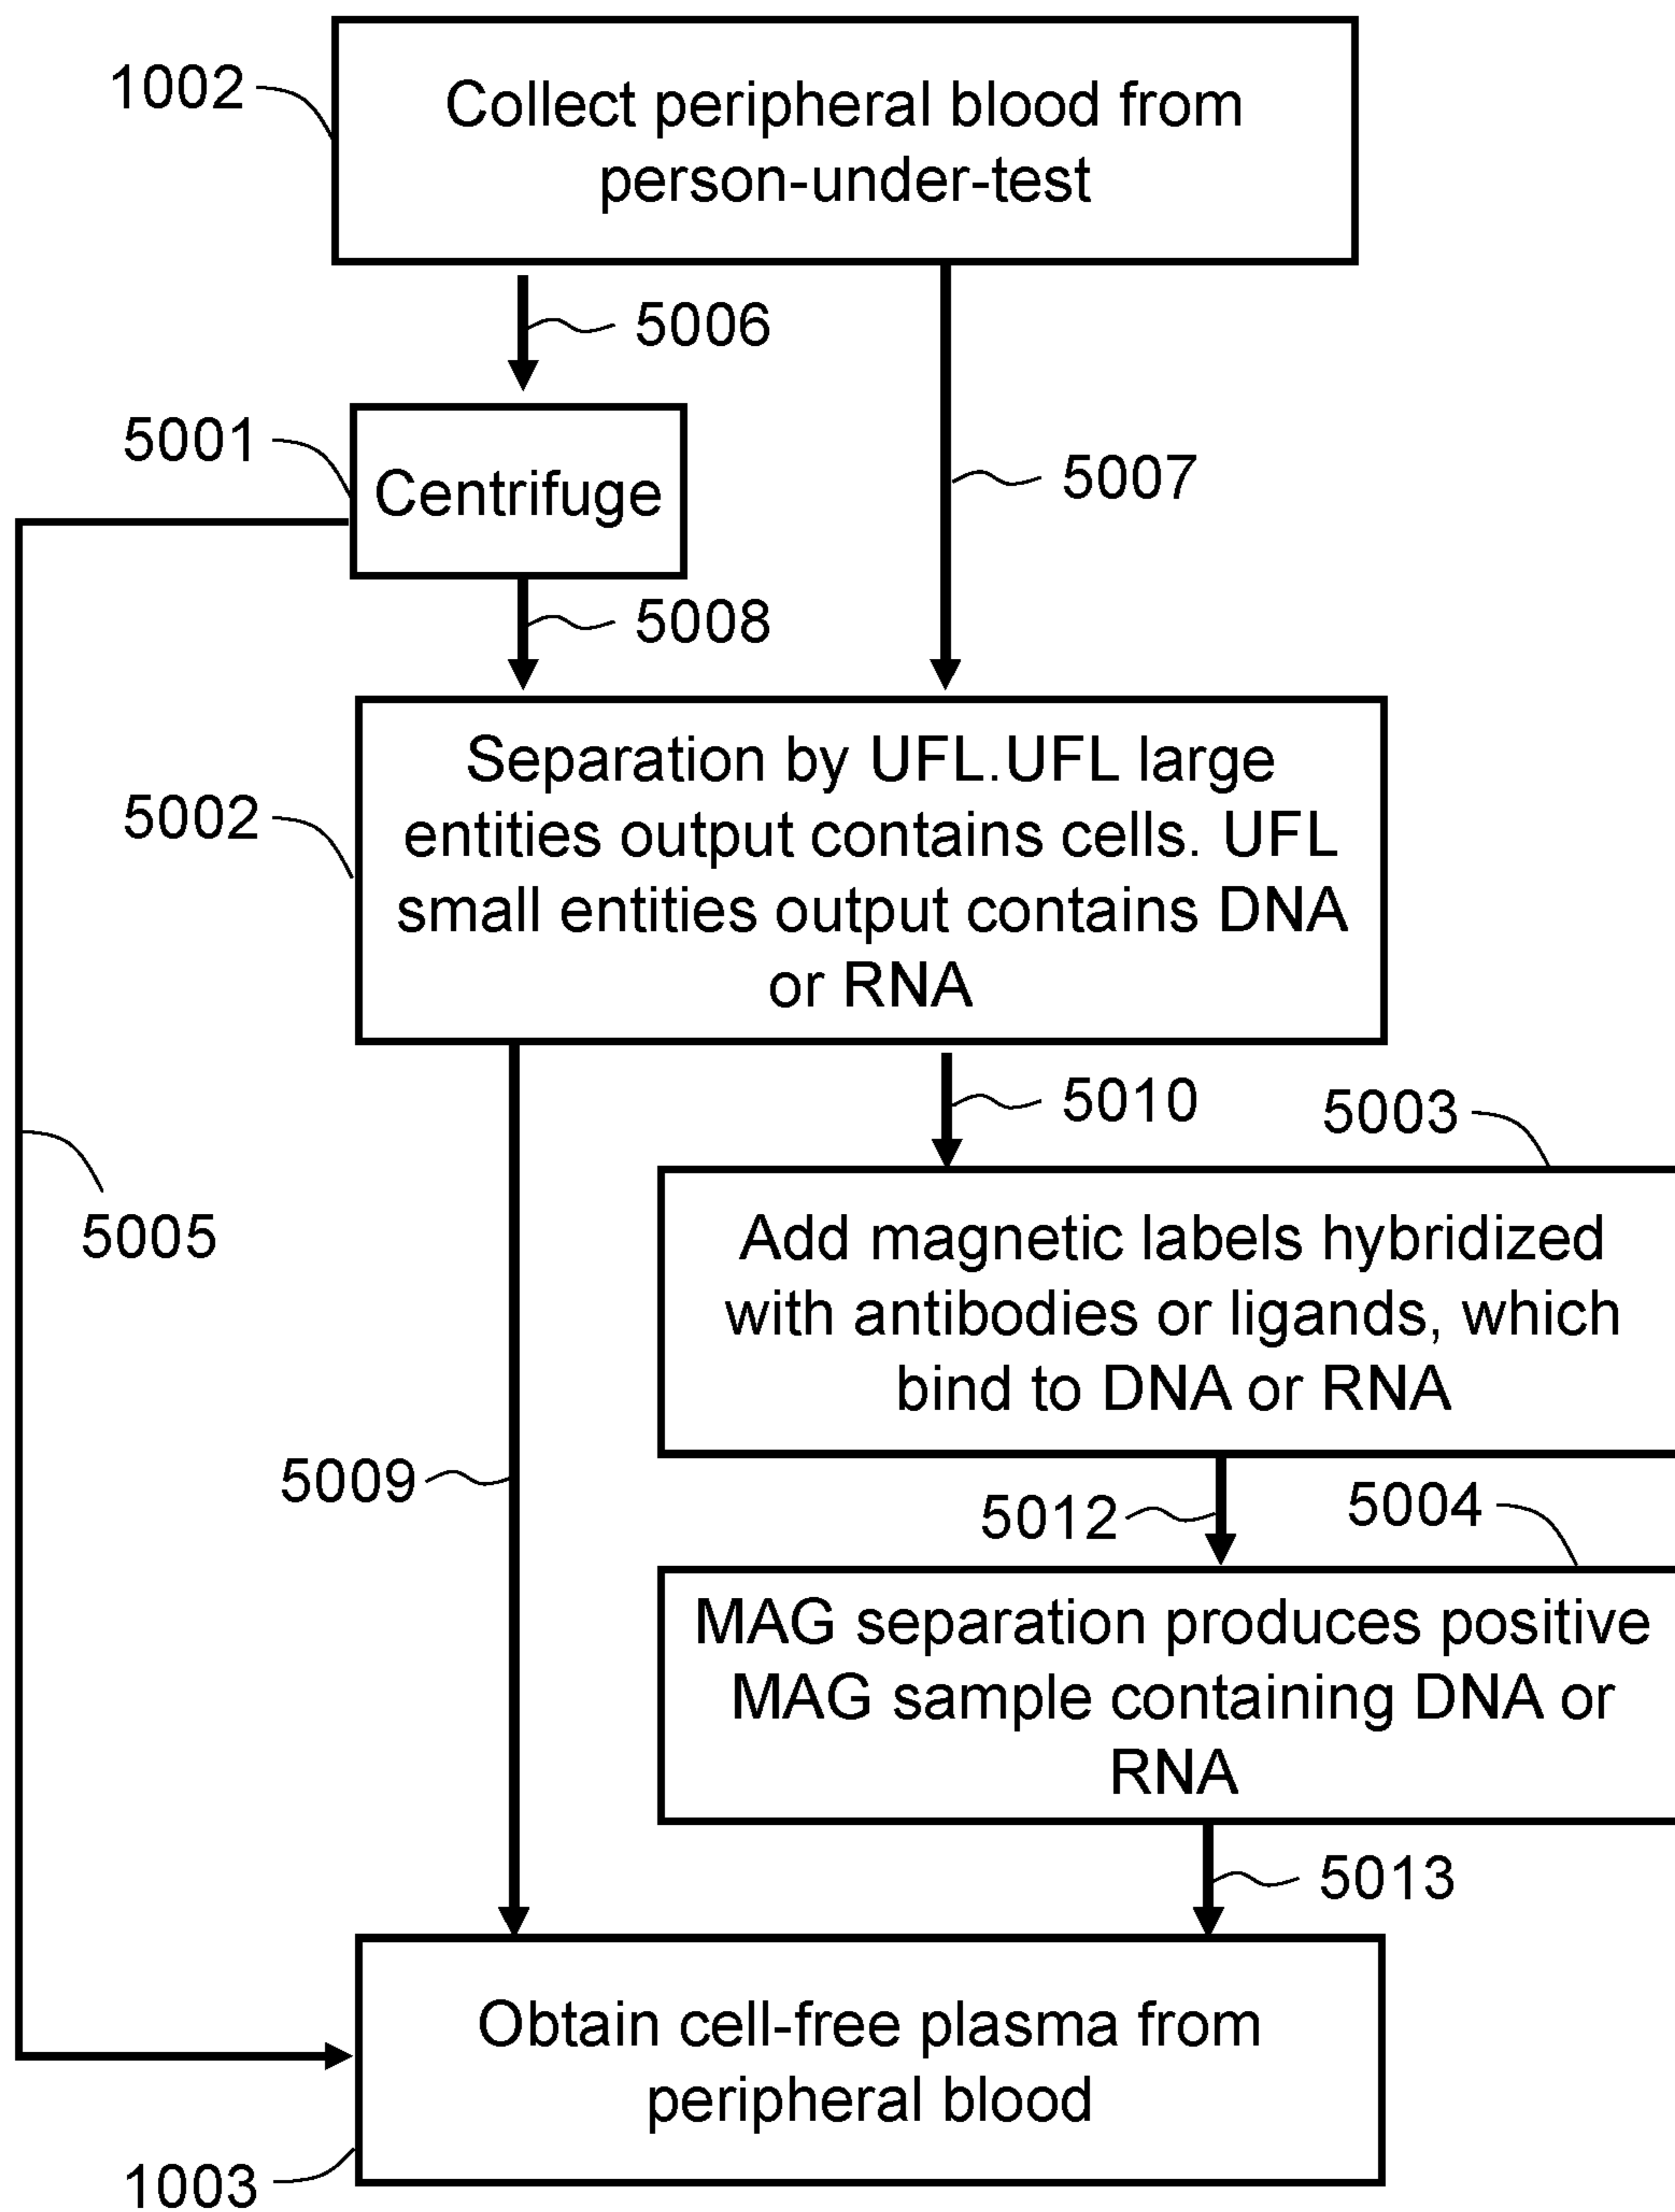 1002
Collect peripheral blood from
person-under-test
5006
5001
Centrifuge
5007
5008
5002
Separation by UFL.UFL large
entities output contains cells. UFL
small entities output contains DNA
or RNA
5010
5003
5005
Add magnetic labels hybridized
with antibodies or ligands, which
bind to DNA or RNA
5009
5012
5004
MAG separation produces positive
MAG sample containing DNA or
RNA
5013
Obtain cell-free plasma from
peripheral blood
1003